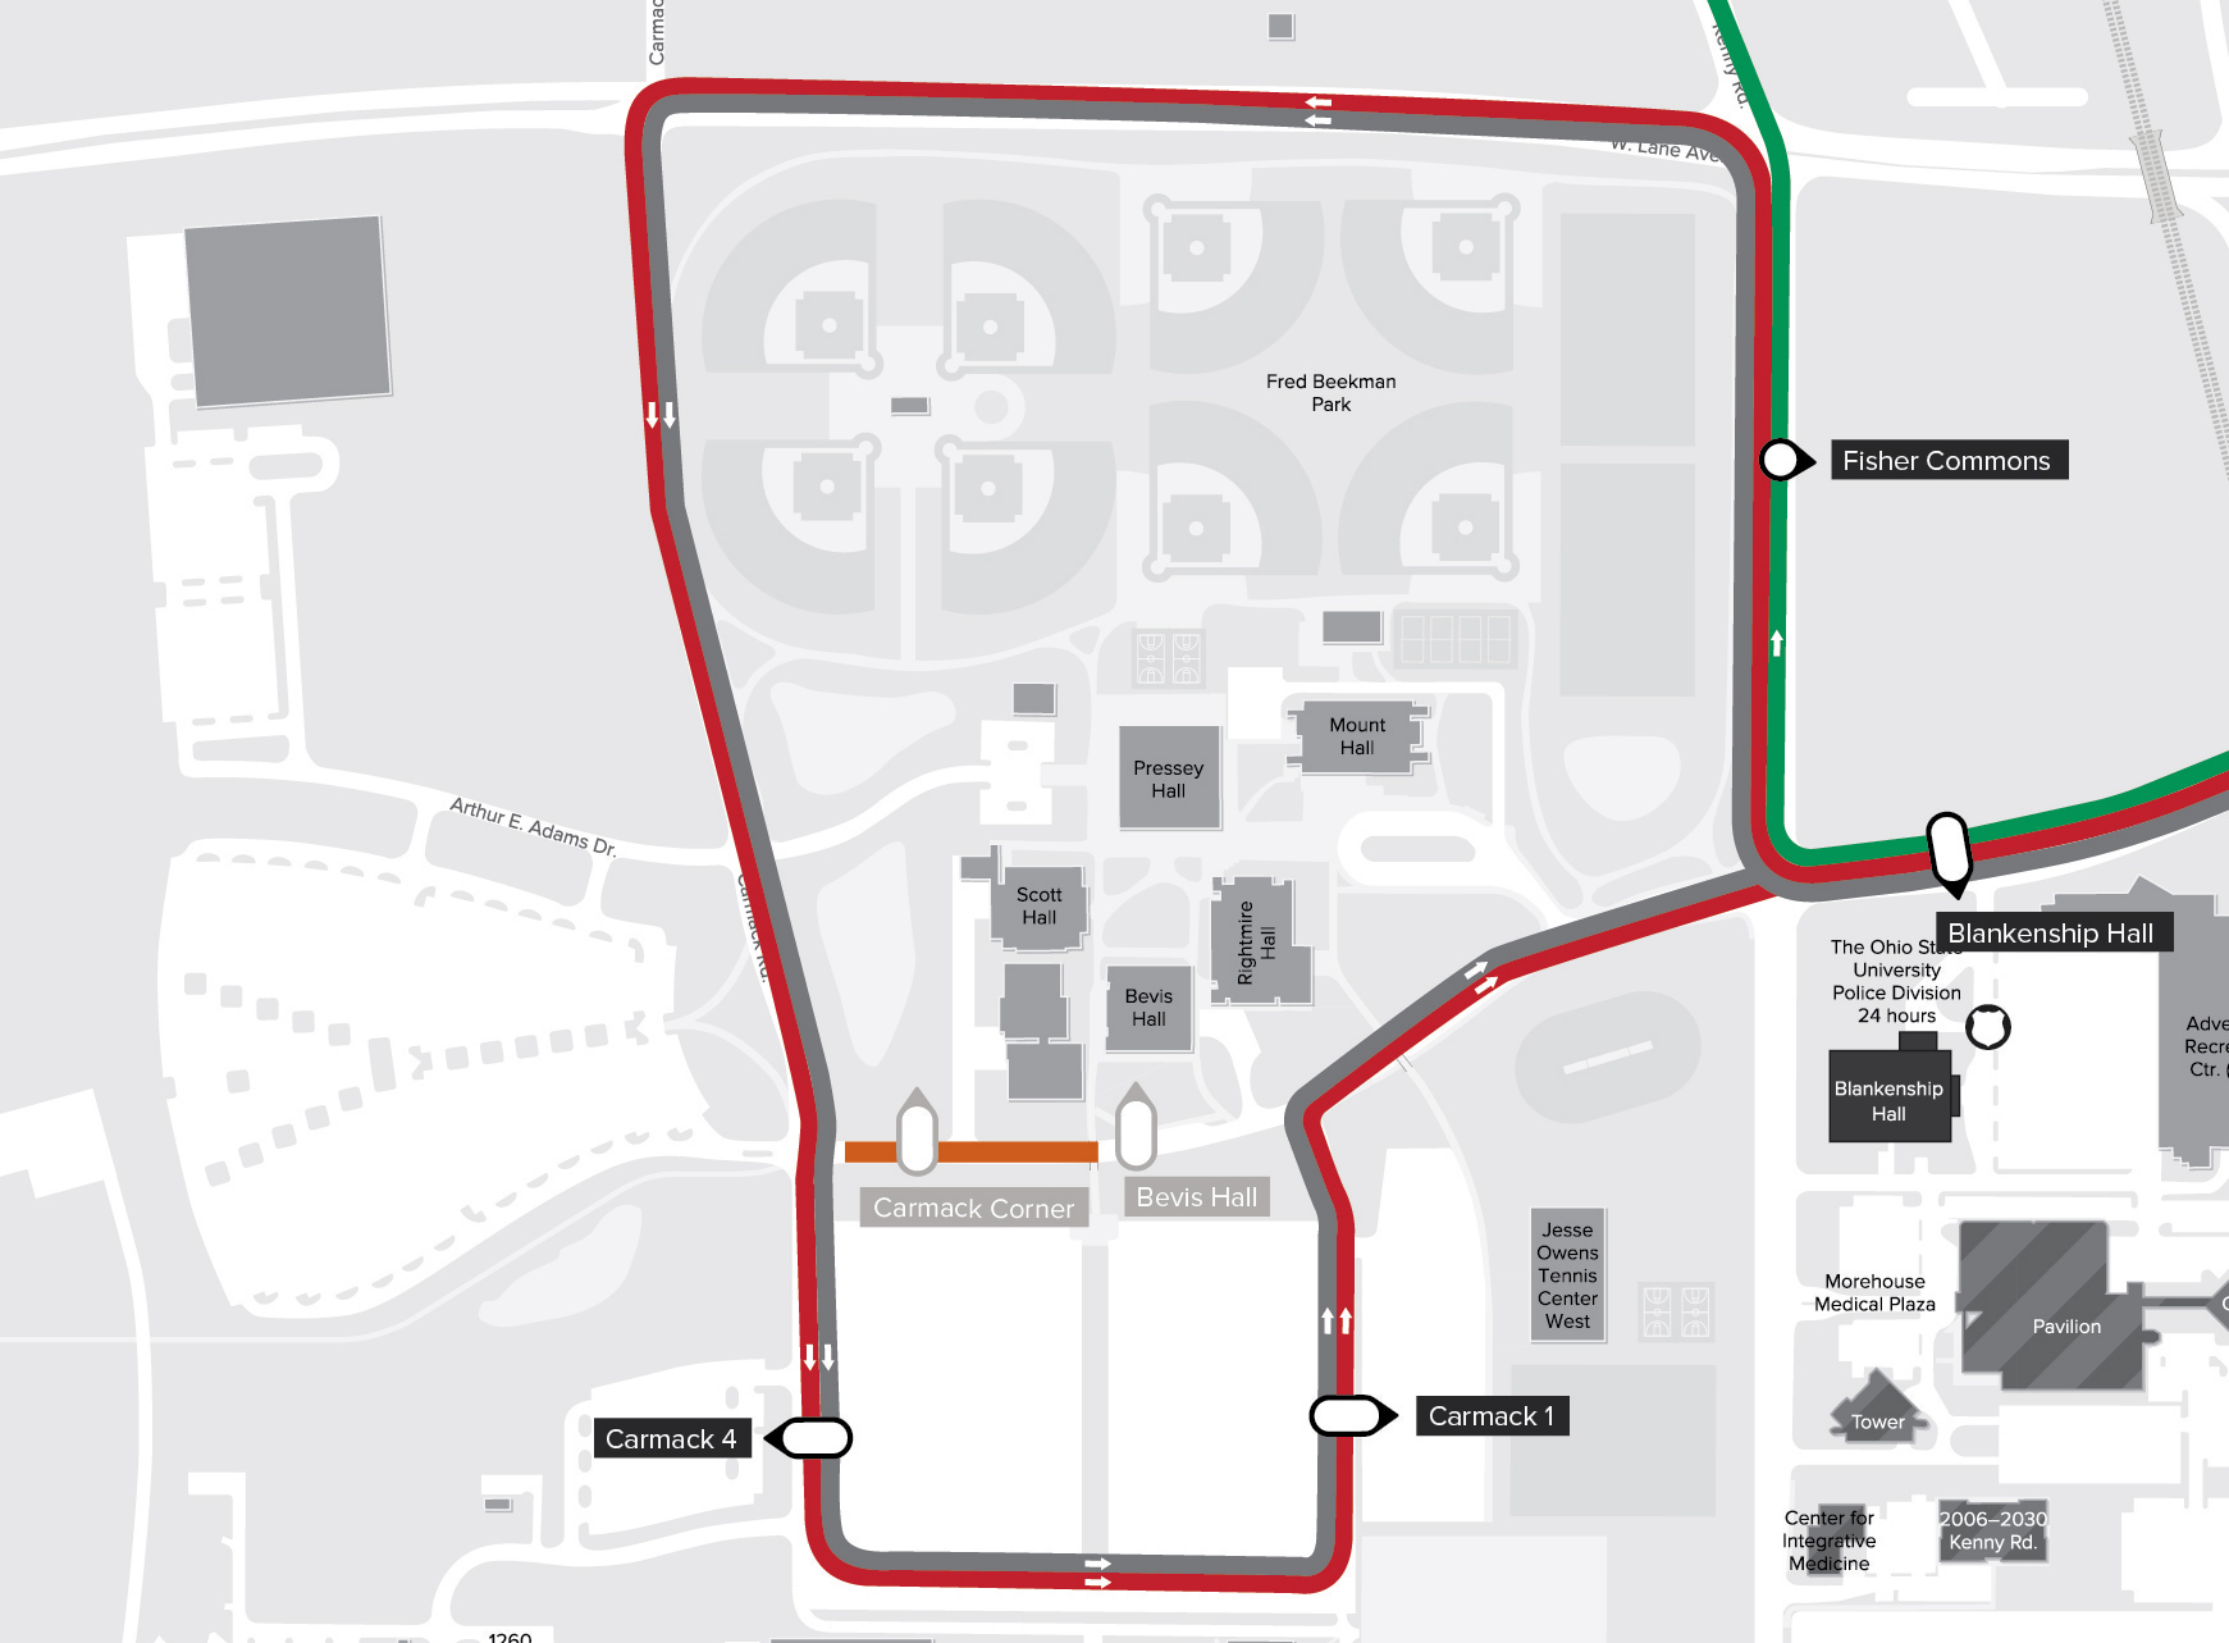 Carmac
Kenny Rd.
W. Lane Ave.
Fred Beekman
Park
Fisher Commons
Mount
Hall
Pressey
Hall
Arthur E. Adams Dr.
Carmack Rd.
Scott
Hall
Rightmire
Hall
Bevis
Hall
Blankenship Hall
The Ohio State
University
Police Division
24 hours
Adve
Recre
Ctr. (
Blankenship
Hall
Carmack Corner
Bevis Hall
Jesse
Owens
Tennis
Center
West
Morehouse
Medical Plaza
Pavilion
Carmack 4
Carmack 1
Tower
Center for
Integrative
Medicine
2006–2030
Kenny Rd.
1260